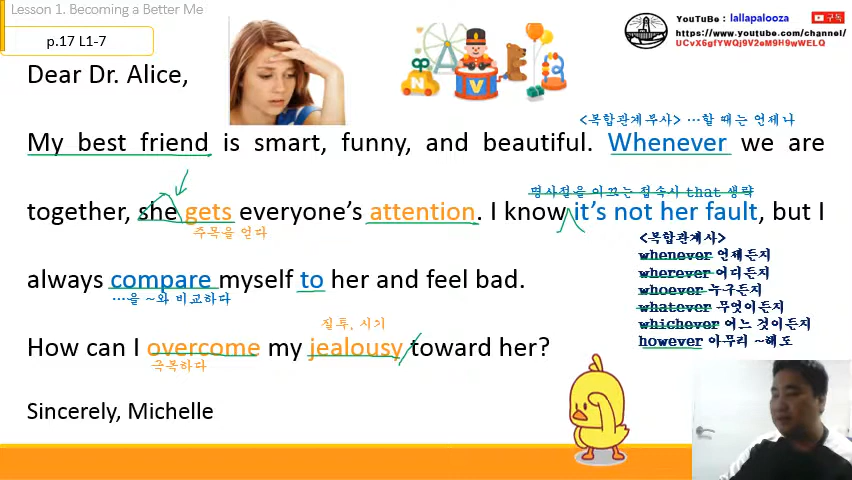 Lesson 1. Becoming a Better Me
p.17 L1-7
YouTuBe : lallapalooza
구독
https://www.youtube.com/channel/
UCvX6gfYWQj9V2eM9H9wWELQ
Dear Dr. Alice,
N
V
<복합관계부사> …할 때는 언제나
My best friend is smart, funny, and beautiful. Whenever we are
명사절을 이끄는 접속사 that 생략
together, she gets everyone's attention. I know it's not her fault, but I
주목을 얻다
<복합관계사>
whenever 언제든지
wherever 어디든지
whoever 누구든지
whatever 무엇이든지
whichever 어느 것이든지
however 아무리 ~해도
always compare myself to her and feel bad.
…을 ~와 비교하다
질투, 시기
How can I overcome my jealousy toward her?
극복하다
Sincerely, Michelle